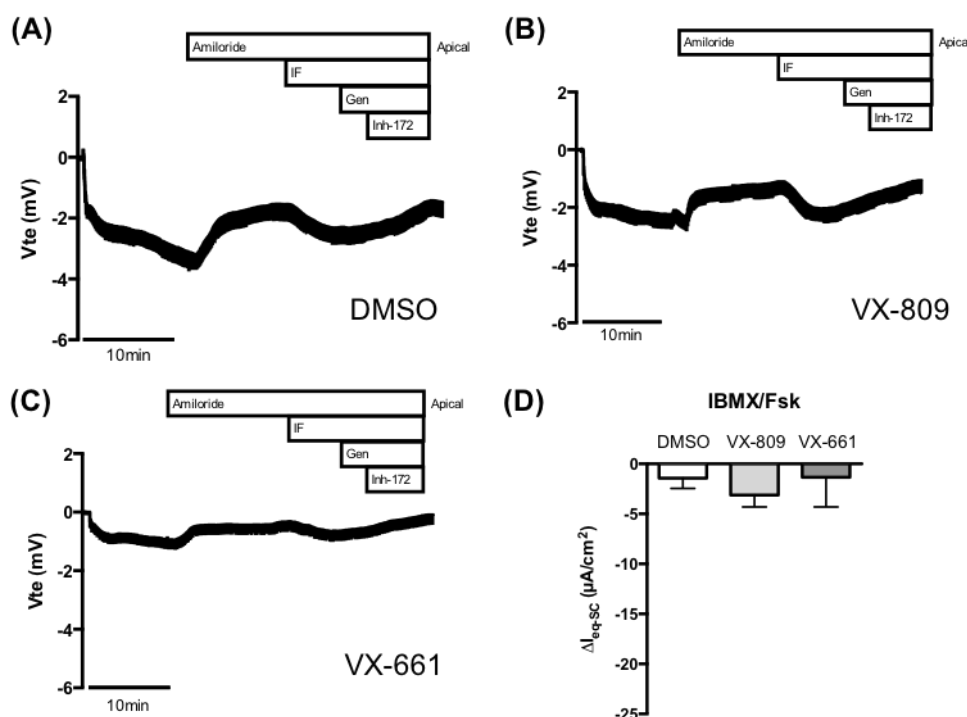 (A)
Amiloride
Apical
IF
Gen
Inh-172
2
0
-2
-4
-6
Vte (mV)
DMSO
10min
(B)
Amiloride
Apical
IF
Gen
Inh-172
2
0
-2
-4
-6
Vte (mV)
VX-809
10min
(C)
Amiloride
Apical
IF
Gen
Inh-172
2
0
-2
-4
-6
Vte (mV)
VX-661
10min
(D)
IBMX/Fsk
DMSO VX-809 VX-661
0
-5
-10
-15
-20
-25
ΔIeq-SC (µA/cm²)